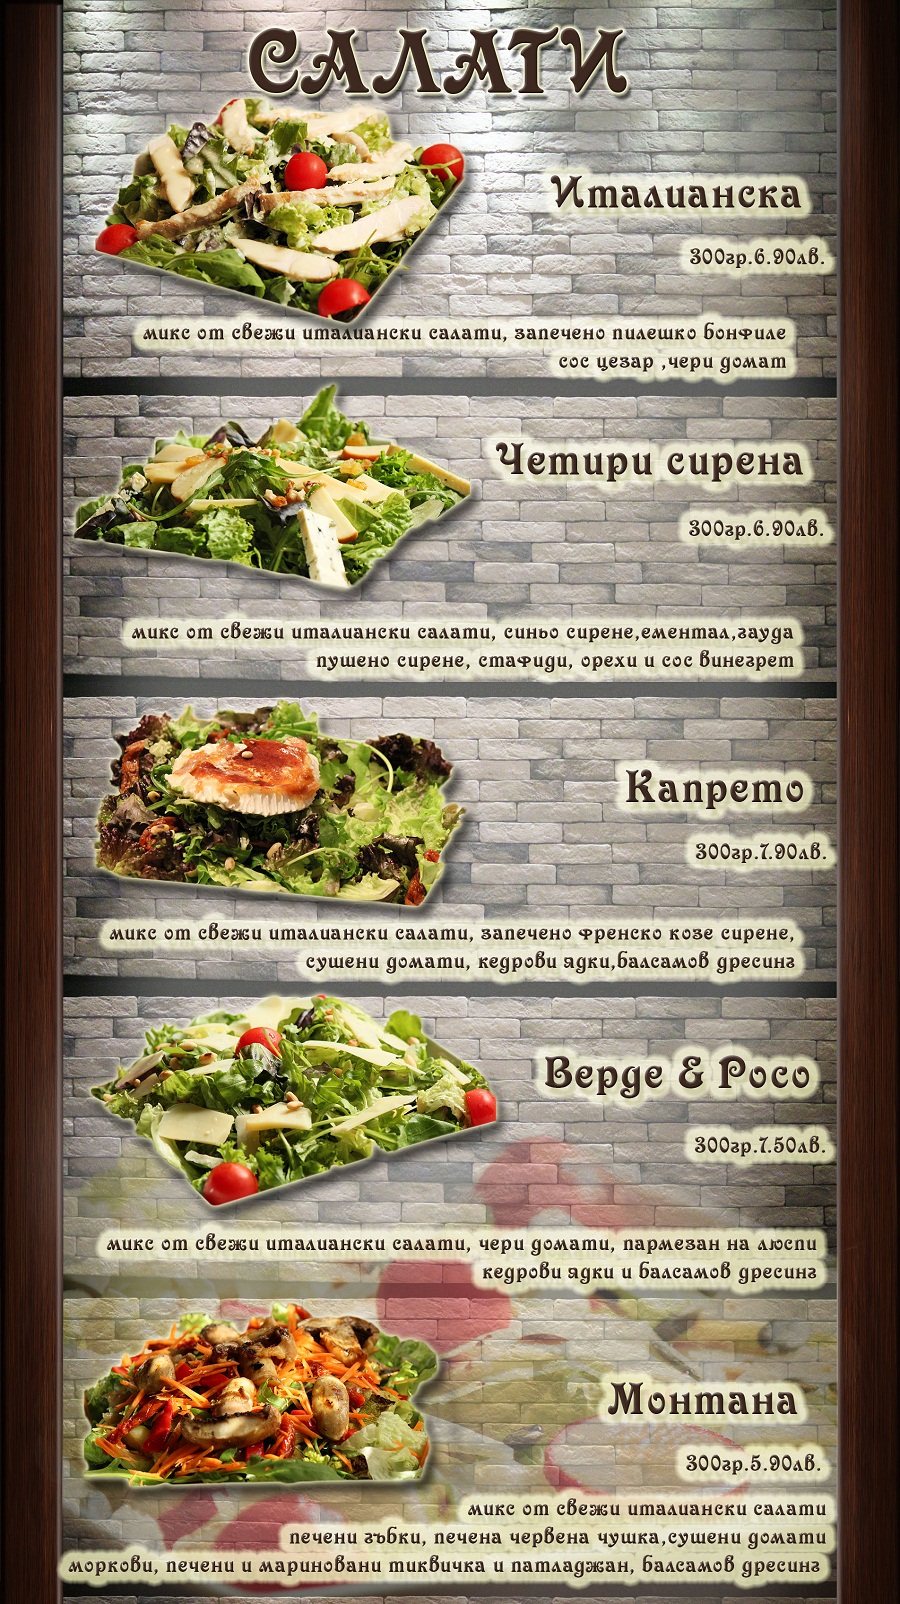 САЛАТИ
Италианска
300гр.6.90лв.
микс от свежи италиански салати, запечено пилешко бонфиле
сос цезар ,чери домат
Четири сирена
300гр.6.90лв.
микс от свежи италиански салати, синьо сирене,ементал,гауда
пушено сирене, стафиди, орехи и сос винегрет
Капрето
300гр.7.90лв.
микс от свежи италиански салати, запечено френско козе сирене,
сушени домати, кедрови ядки,балсамов дресинг
Верде & Росо
300гр.7.50лв.
микс от свежи италиански салати, чери домати, пармезан на люспи
кедрови ядки и балсамов дресинг
Монтана
300гр.5.90лв.
микс от свежи италиански салати
печени гъбки, печена червена чушка,сушени домати
моркови, печени и мариновани тиквичка и патладжан, балсамов дресинг